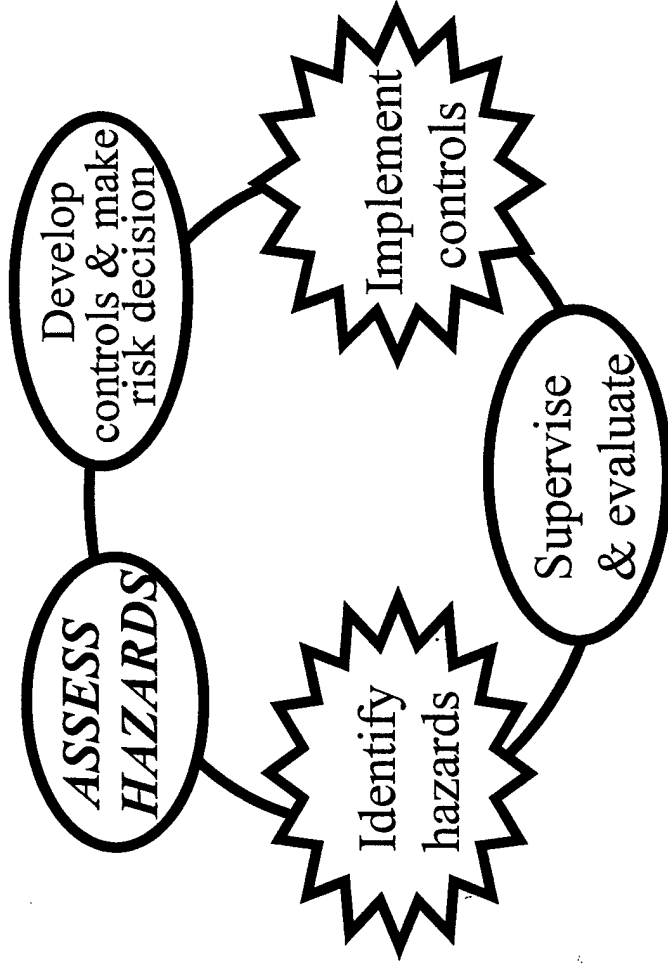 ASSESS
HAZARDS
Develop
controls & make
risk decision
Identify
hazards
Implement
controls
Supervise
& evaluate